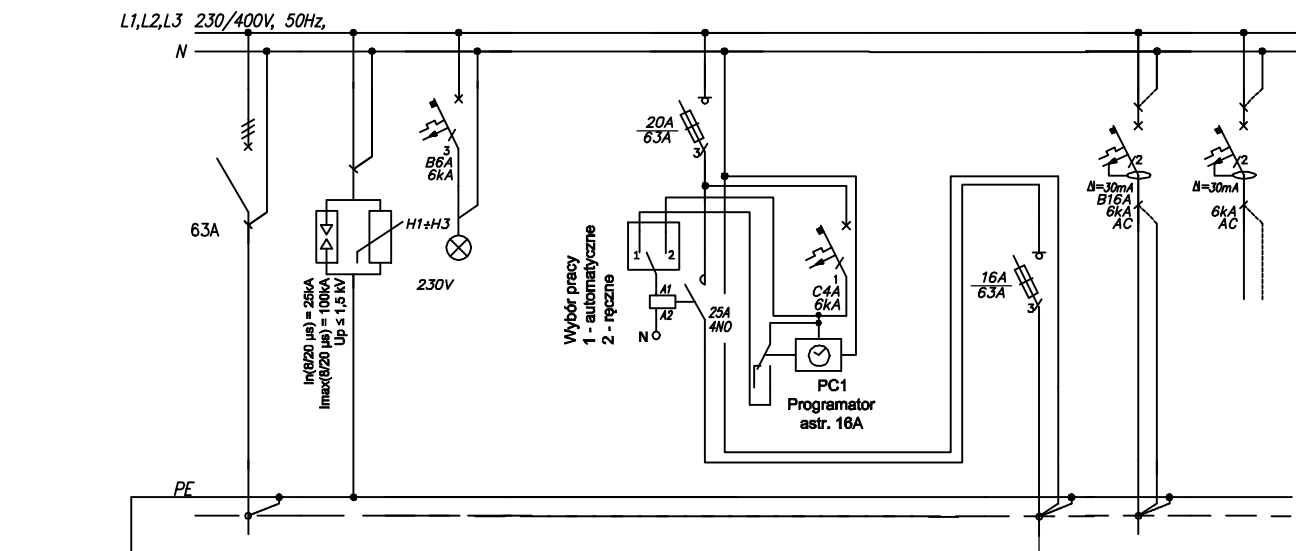 L1,L2,L3 230/400V, 50Hz,
N
63A
H1÷H3
In(8/20 µs) = 25kA
Imax(8/20 µs) = 100kA
Up ≤ 1,5 kV
3
B6A
6kA
230V
20A
63A
3
Wybór pracy
1 - automatyczne
2 - ręczne
1 2
A1
A2
N
25A
4NO
1
C4A
6kA
PC1
Programator
astr. 16A
16A
63A
3
2
ΔI=30mA
B16A
6kA
AC
2
ΔI=30mA
6kA
AC
PE